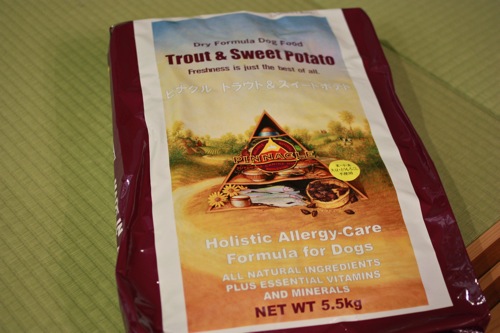 Dry Formula Dog Food
Trout & Sweet Potato
Freshness is just the best of all.
ピナクル トラウト&スイートポテト
PINNACLE
Holistic Allergy-Care
Formula for Dogs
ALL NATURAL INGREDIENTS
PLUS ESSENTIAL VITAMINS
AND MINERALS
NET WT 5.5kg